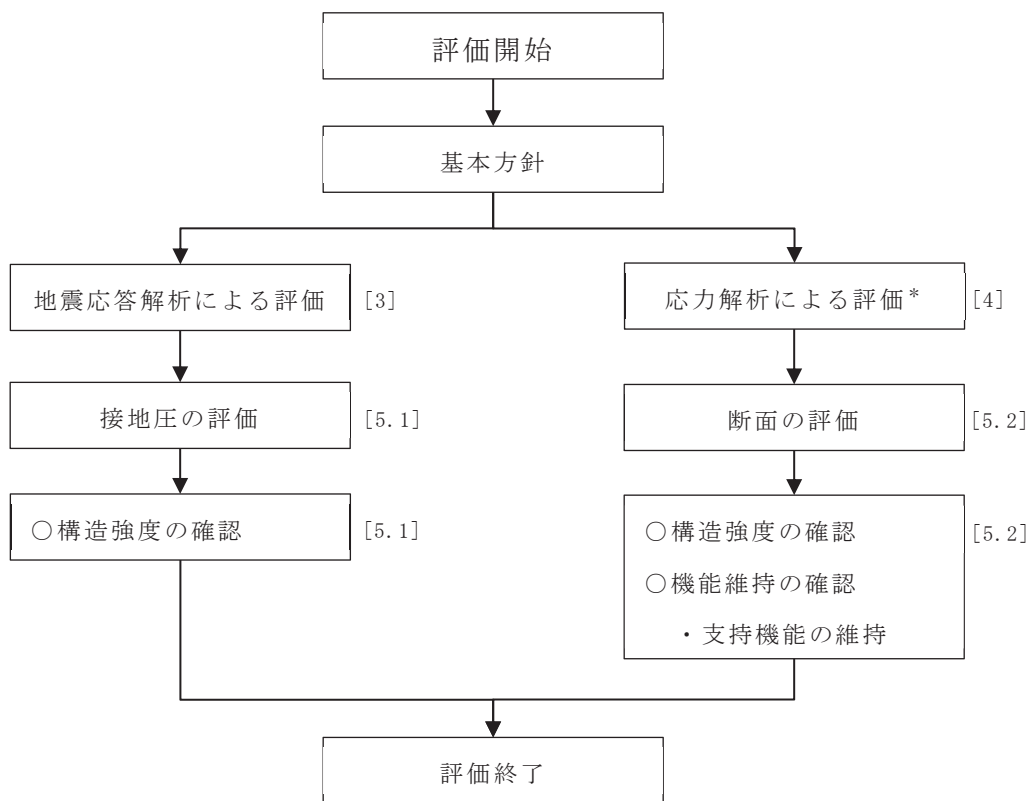 評価開始
基本方針
地震応答解析による評価 [3]
応力解析による評価* [4]
接地圧の評価 [5.1]
断面の評価 [5.2]
○構造強度の確認 [5.1]
○構造強度の確認 [5.2]
○機能維持の確認
・支持機能の維持
評価終了